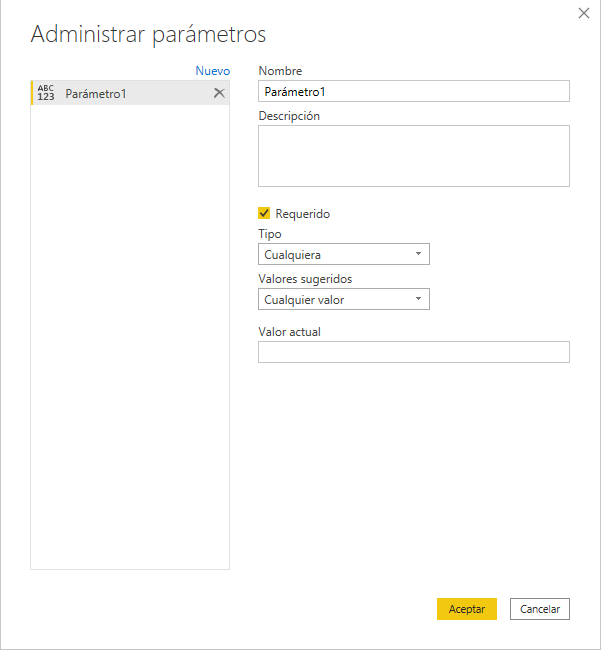 Administrar parámetros
Nuevo
ABC
123
Parámetro1
Nombre
Parámetro1
Descripción
Requerido
Tipo
Cualquiera
Valores sugeridos
Cualquier valor
Valor actual
Aceptar
Cancelar